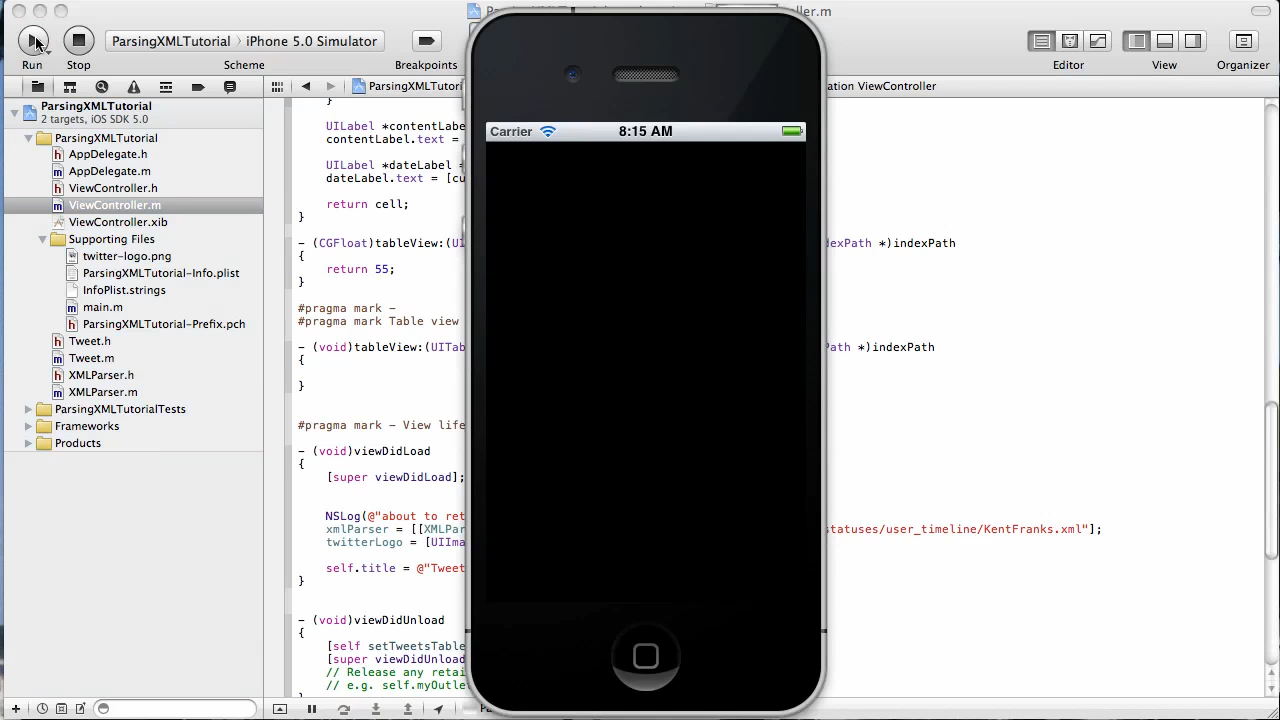 ontroller.m
ParsingXMLTutorial › iPhone 5.0 Simulator
Run
Stop
Scheme
Breakpoints
Editor
View
Organizer
ParsingXMLTutori
ation ViewController
ParsingXMLTutorial
2 targets, iOS SDK 5.0
ParsingXMLTutorial
AppDelegate.h
AppDelegate.m
ViewController.h
ViewController.m
ViewController.xib
Supporting Files
twitter-logo.png
ParsingXMLTutorial-Info.plist
InfoPlist.strings
main.m
ParsingXMLTutorial-Prefix.pch
Tweet.h
Tweet.m
XMLParser.h
XMLParser.m
ParsingXMLTutorialTests
Frameworks
Products
}
UILabel *contentLabe
contentLabel.text =
UILabel *dateLabel =
dateLabel.text = [cu
return cell;
}
- (CGFloat)tableView:(UI
dexPath *)indexPath
{
return 55;
}
#pragma mark -
#pragma mark Table view
- (void)tableView:(UITab
Path *)indexPath
{
}
#pragma mark - View life
- (void)viewDidLoad
{
[super viewDidLoad];
NSLog(@"about to ret
xmlParser = [[XMLPar
statuses/user_timeline/KentFranks.xml"];
twitterLogo = [UIIma
self.title = @"Tweet
}
- (void)viewDidUnload
{
[self setTweetsTable
[super viewDidUnload
// Release any retai
// e.g. self.myOutle
Carrier
8:15 AM